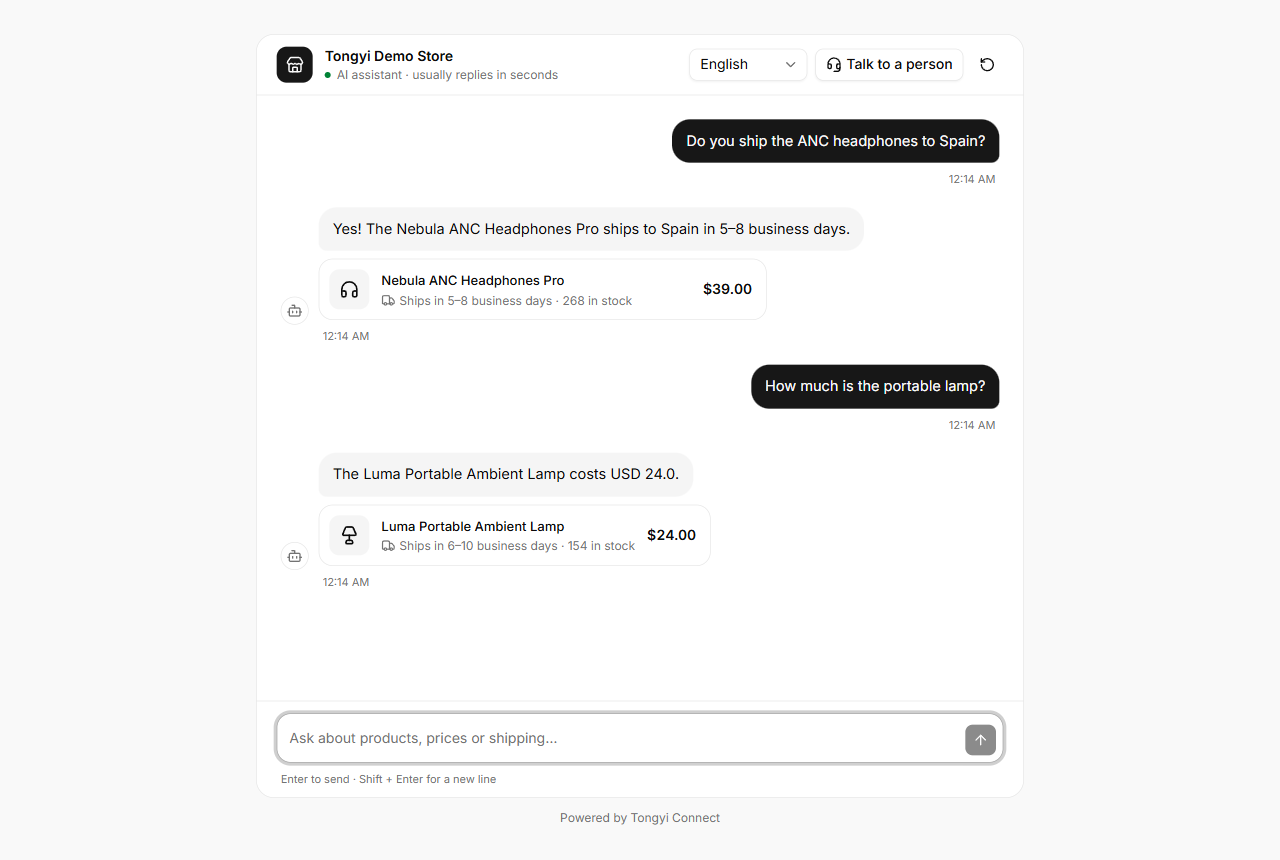 Tongyi Demo Store
AI assistant · usually replies in seconds
English
Talk to a person
Do you ship the ANC headphones to Spain?
12:14 AM
Yes! The Nebula ANC Headphones Pro ships to Spain in 5–8 business days.
Nebula ANC Headphones Pro
Ships in 5–8 business days · 268 in stock
$39.00
12:14 AM
How much is the portable lamp?
12:14 AM
The Luma Portable Ambient Lamp costs USD 24.0.
Luma Portable Ambient Lamp
Ships in 6–10 business days · 154 in stock
$24.00
12:14 AM
Ask about products, prices or shipping...
Enter to send · Shift + Enter for a new line
Powered by Tongyi Connect